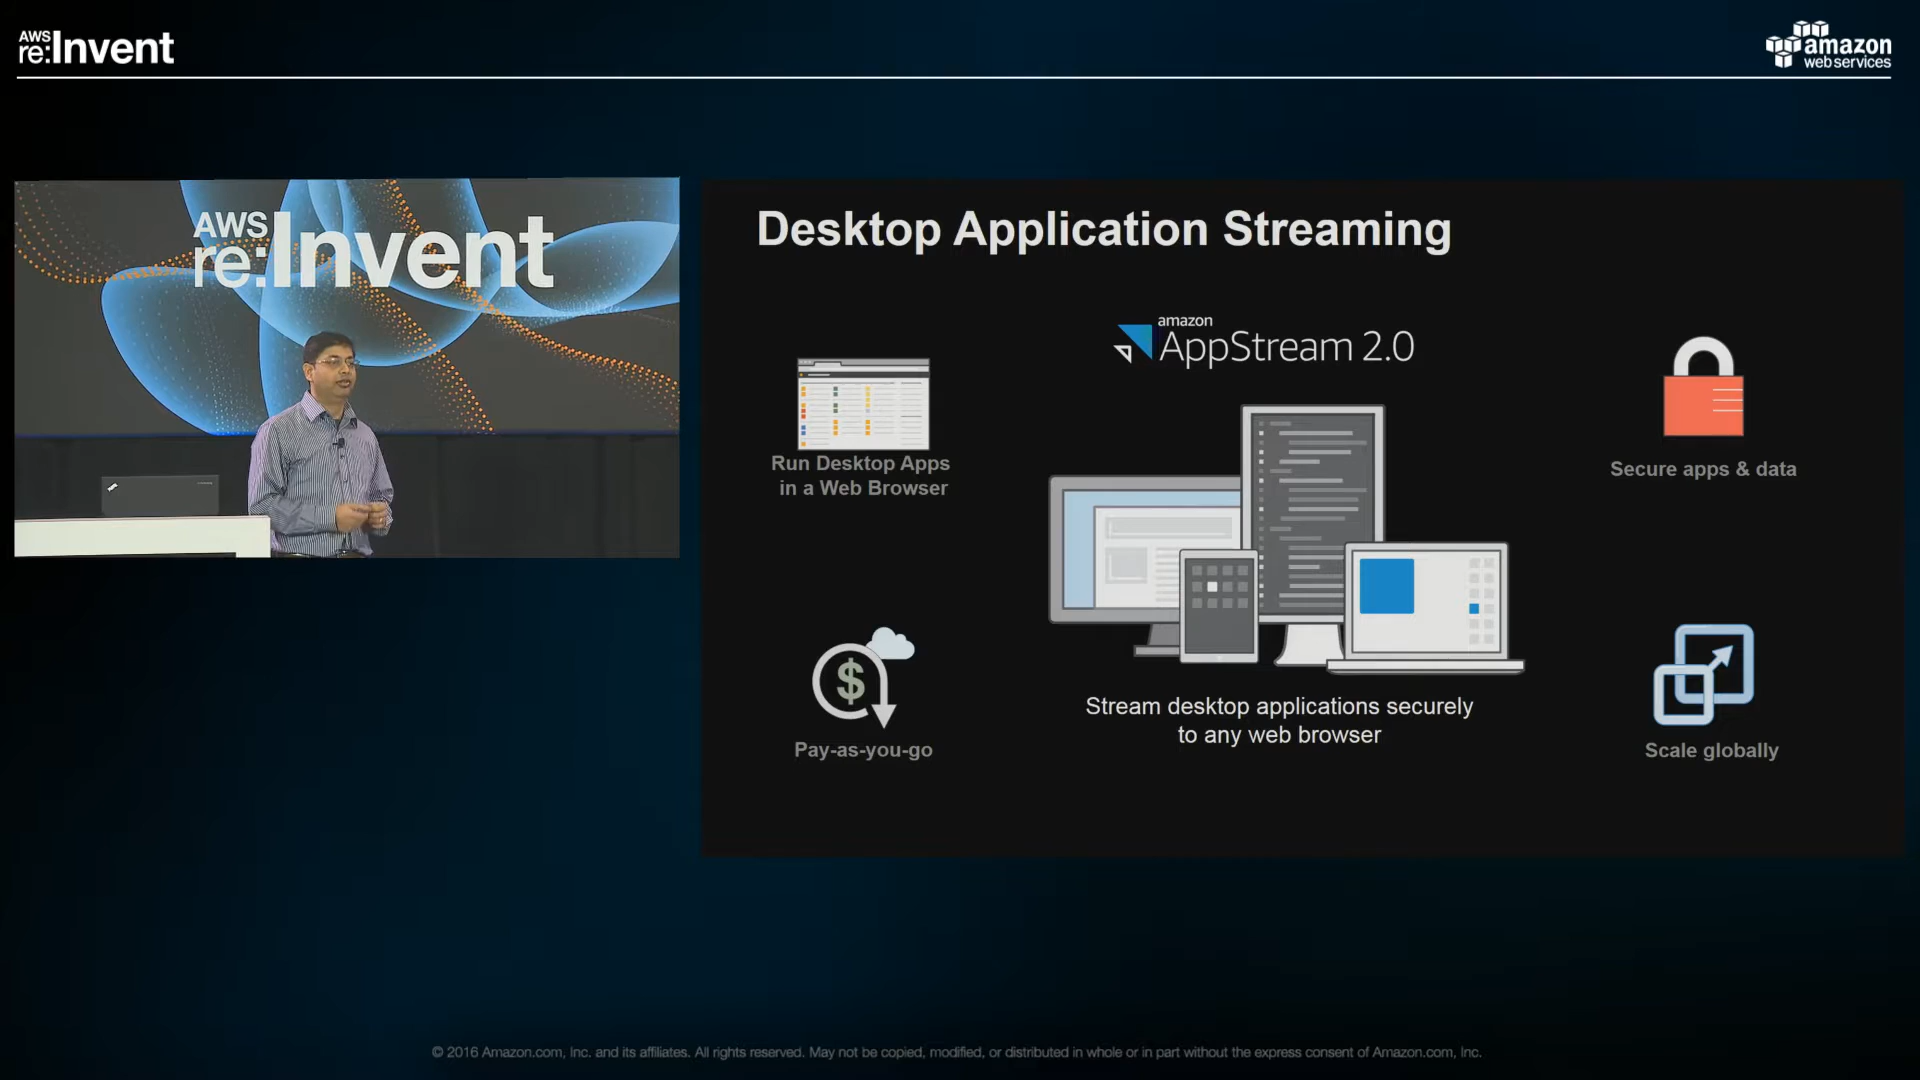 AWS
re:Invent
amazon
web services
AWS
re:Invent
Desktop Application Streaming
amazon
AppStream 2.0
Run Desktop Apps
in a Web Browser
Secure apps & data
Stream desktop applications securely
to any web browser
Pay-as-you-go
Scale globally
© 2016 Amazon.com, Inc. and its affiliates. All rights reserved. May not be copied, modified, or distributed in whole or in part without the express consent of Amazon.com, Inc.